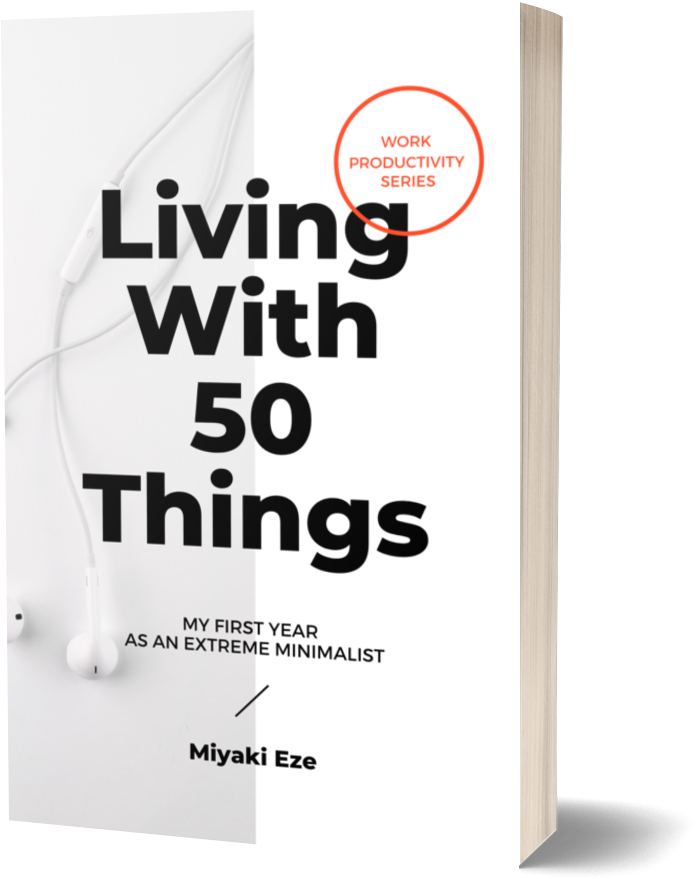 WORK
PRODUCTIVITY
SERIES
Living
With
50
Things
MY FIRST YEAR
AS AN EXTREME MINIMALIST
Miyaki Eze